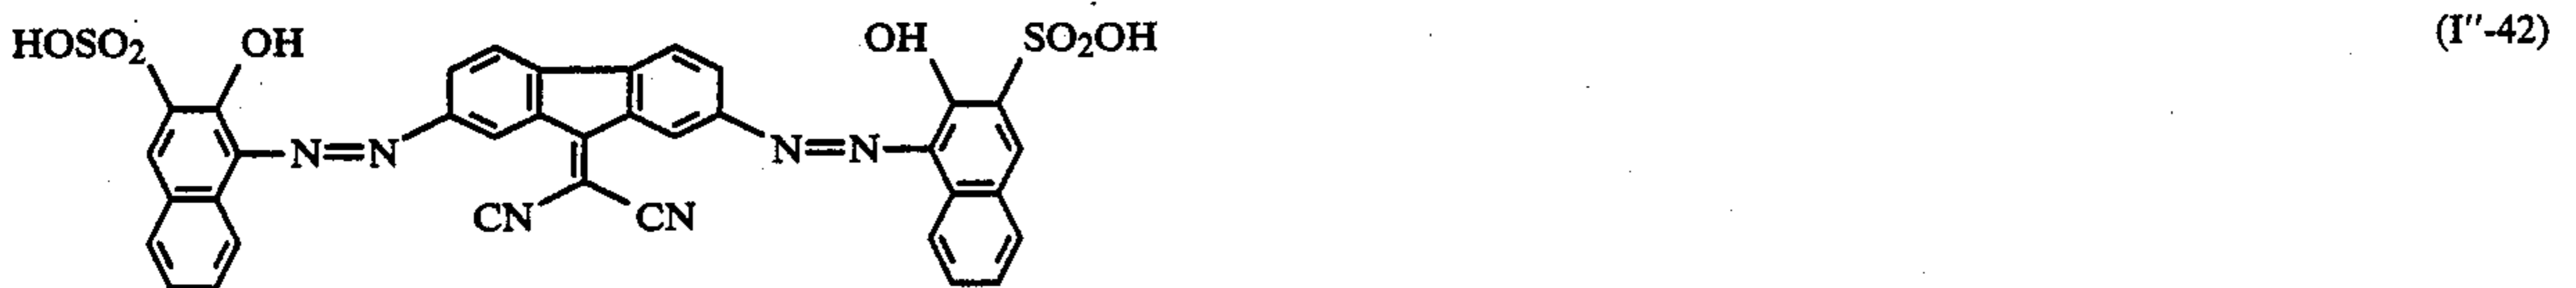 HOSO2 OH OH SO2OH (I''-42)
N=N N=N
CN CN